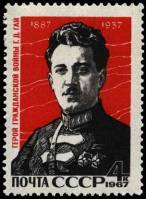 1887 1937
ГЕРОЙ ГРАЖДАНСКОЙ ВОЙНЫ Г. Д. ГАЙ
ПОЧТА СССР
4К
1967